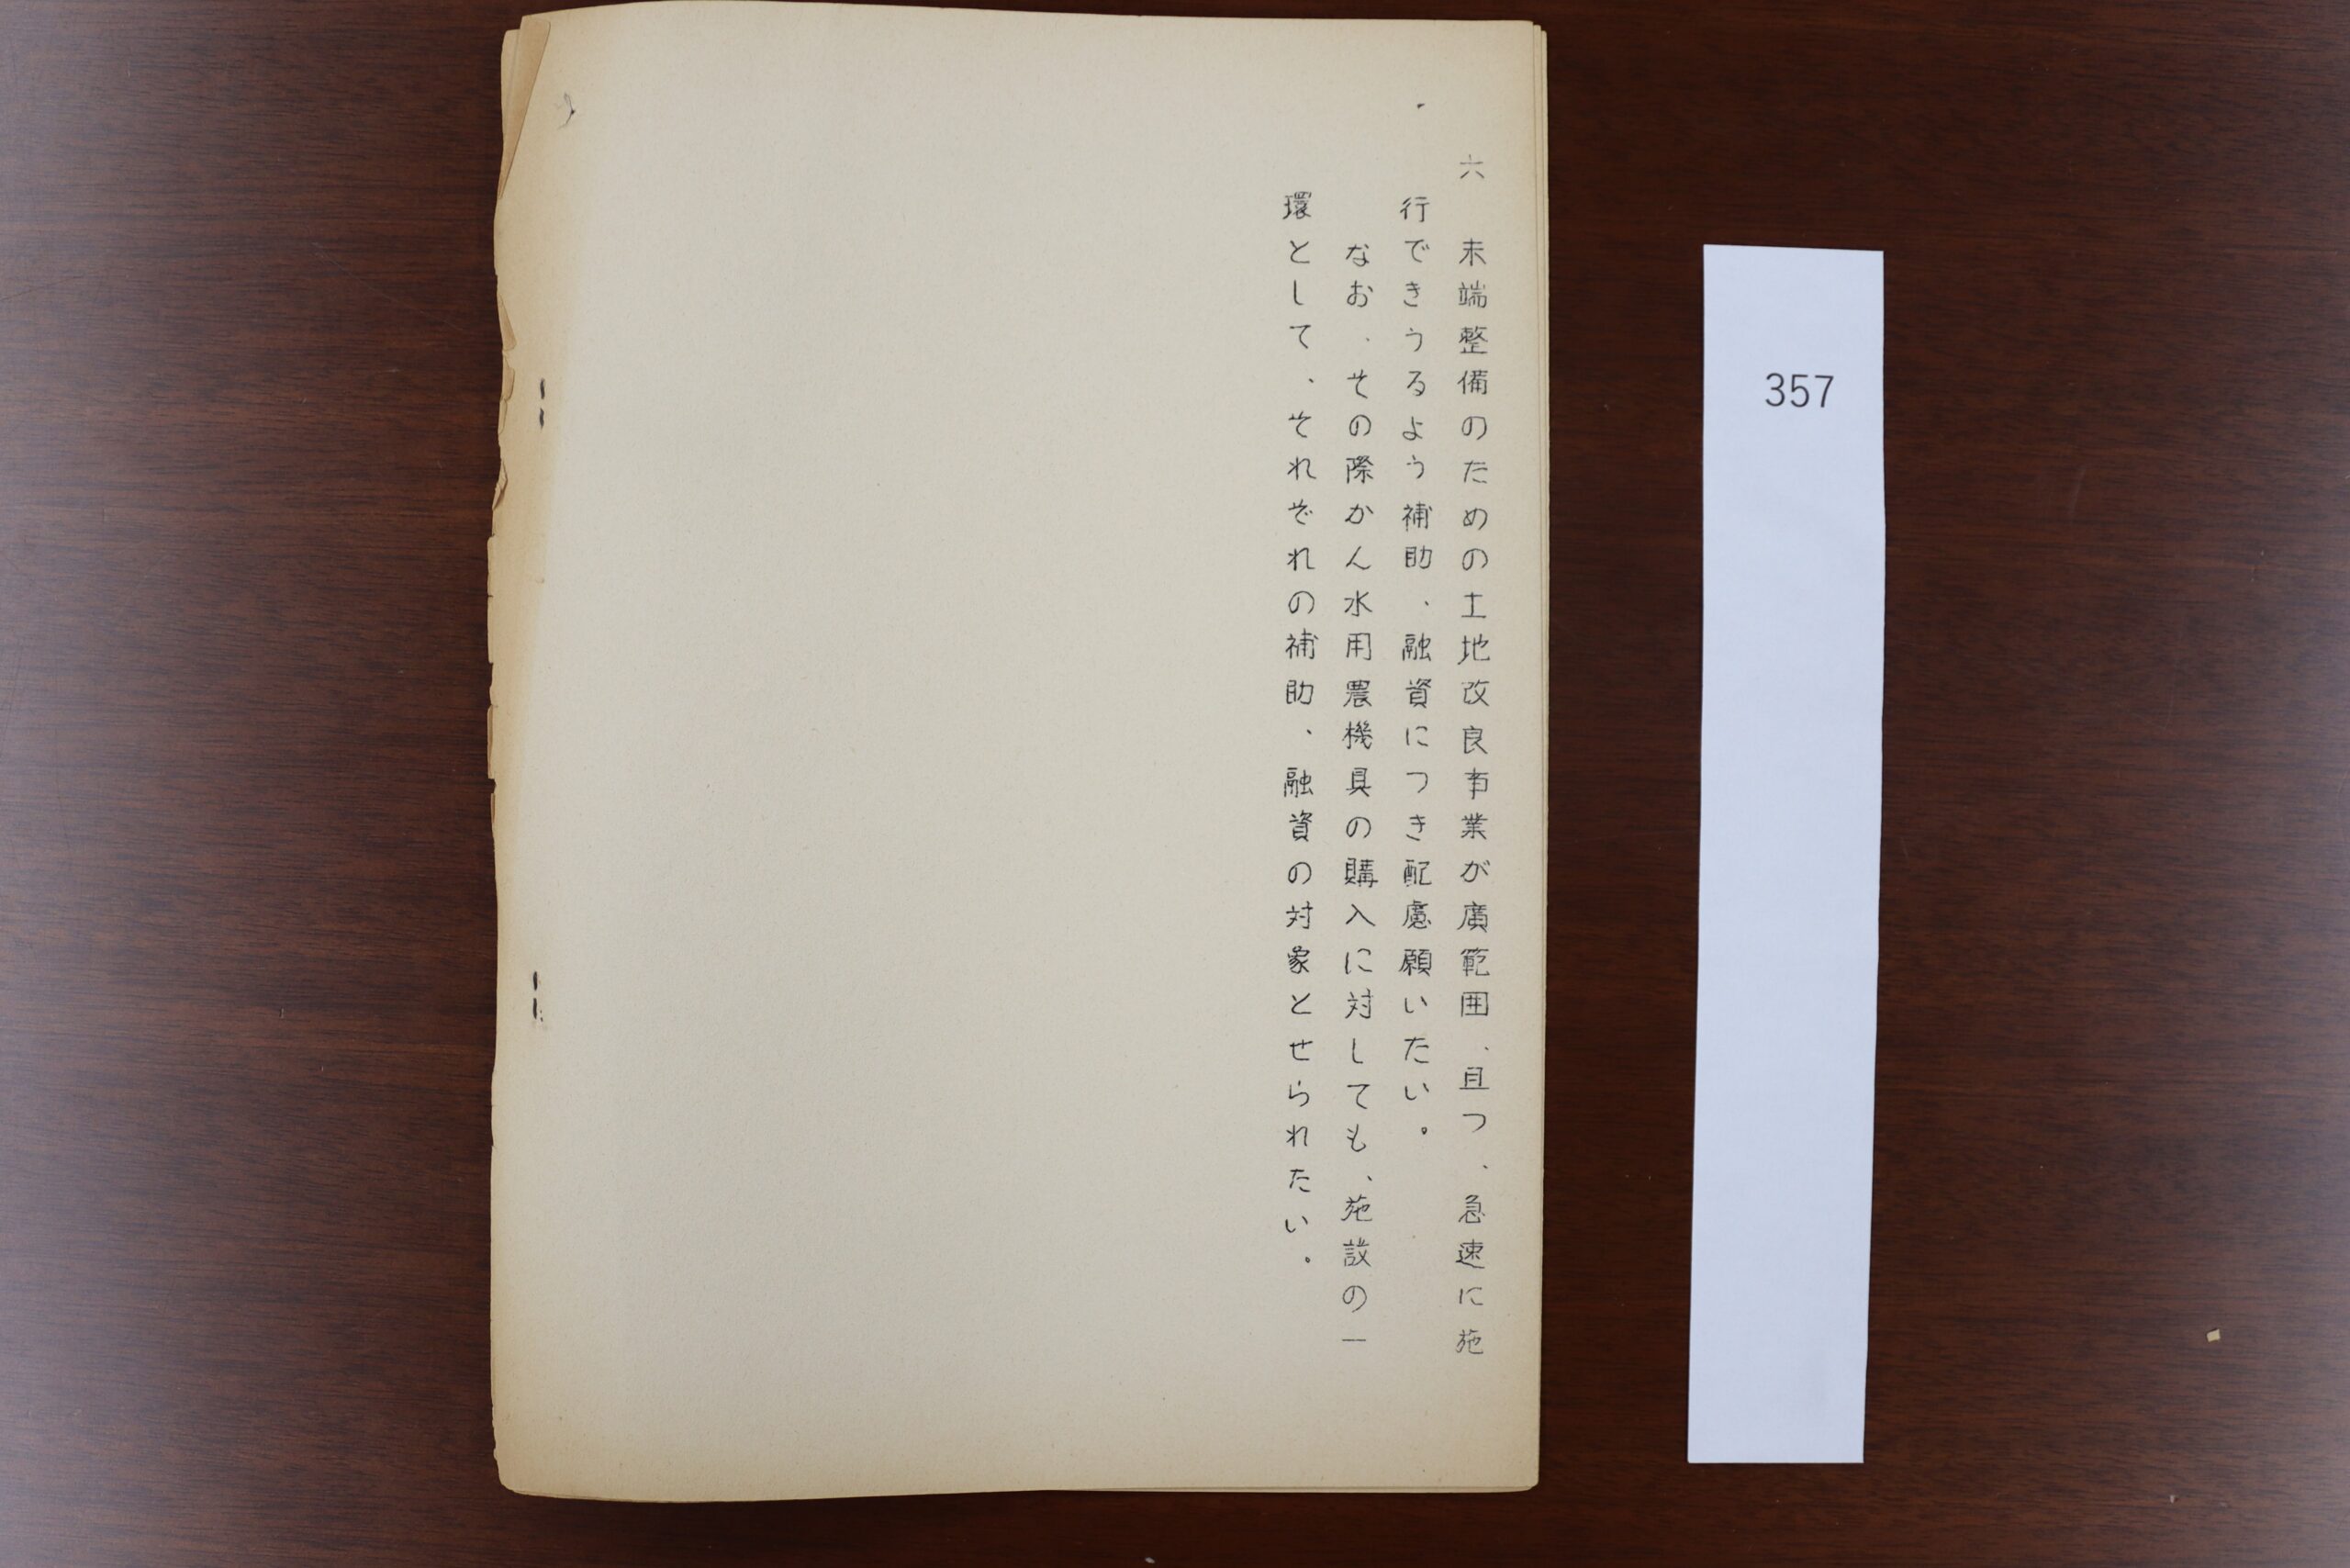 六　末端整備のための土地改良事業が廣範囲、且つ、急速に施
行できうるよう補助、融資につき配慮願いたい。
なお、その際かん水用農機具の購入に対しても、施設の一
環として、それぞれの補助、融資の対象とせられたい。
357